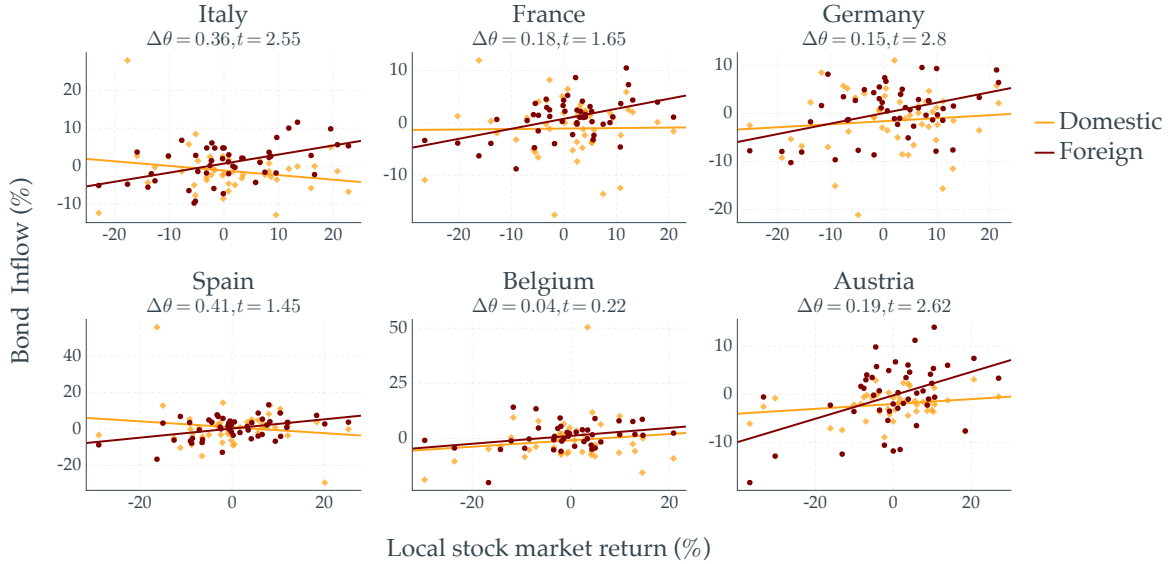 Italy
Δθ = 0.36, t = 2.55
20
10
0
-10
-20
-10
0
10
20
France
Δθ = 0.18, t = 1.65
10
0
-10
-20
-10
0
10
20
Germany
Δθ = 0.15, t = 2.8
10
0
-10
-20
-20
-10
0
10
20
Domestic
Foreign
Bond Inflow (%)
Spain
Δθ = 0.41, t = 1.45
40
20
0
-20
-20
0
20
Belgium
Δθ = 0.04, t = 0.22
50
25
0
-20
0
20
Austria
Δθ = 0.19, t = 2.62
10
0
-10
-20
0
20
Local stock market return (%)